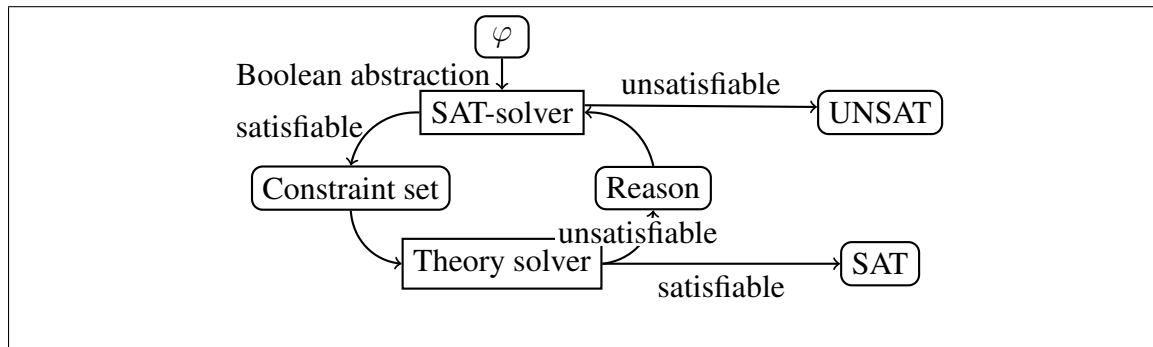 φ
Boolean abstraction
unsatisfiable
SAT-solver
UNSAT
satisfiable
Constraint set
Reason
unsatisfiable
Theory solver
SAT
satisfiable